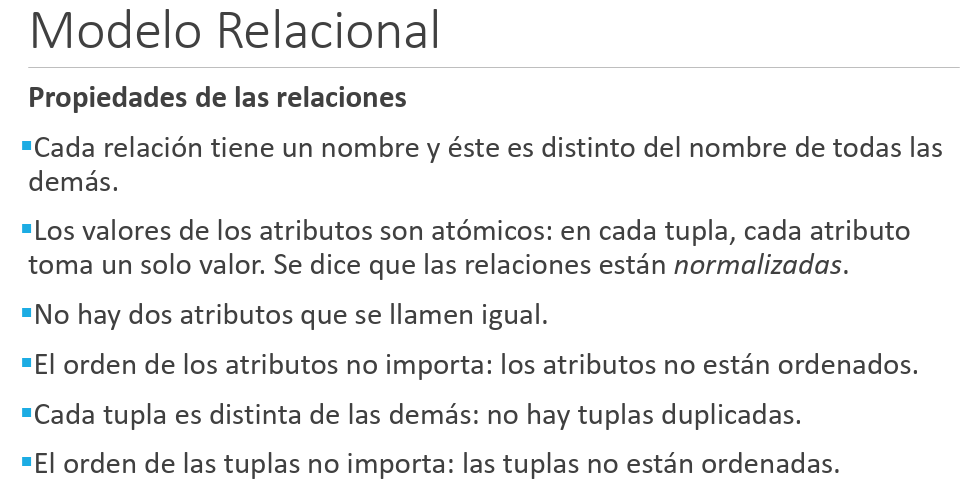 Modelo Relacional
Propiedades de las relaciones
▪Cada relación tiene un nombre y éste es distinto del nombre de todas las
demás.
▪Los valores de los atributos son atómicos: en cada tupla, cada atributo
toma un solo valor. Se dice que las relaciones están normalizadas.
▪No hay dos atributos que se llamen igual.
▪El orden de los atributos no importa: los atributos no están ordenados.
▪Cada tupla es distinta de las demás: no hay tuplas duplicadas.
▪El orden de las tuplas no importa: las tuplas no están ordenadas.